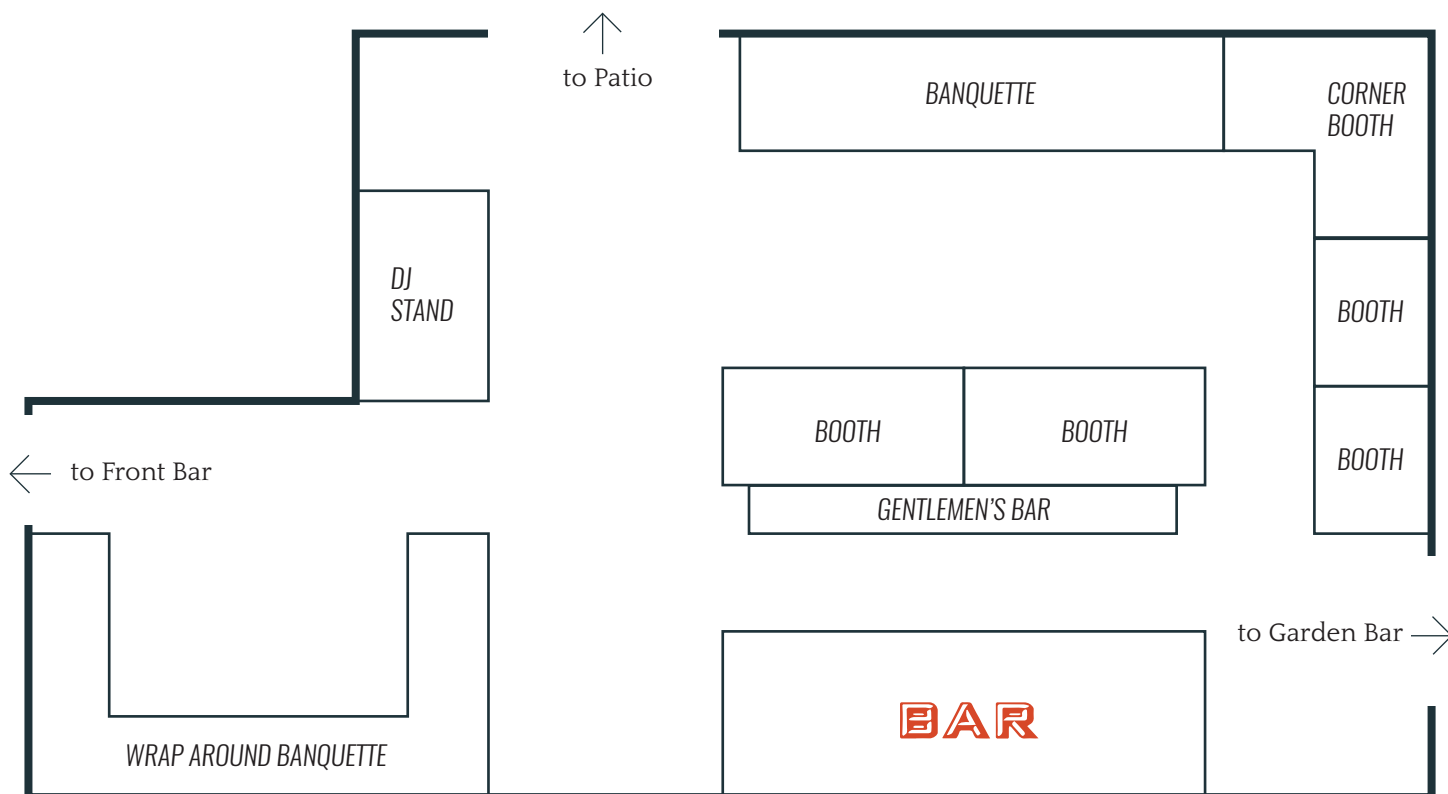 to Patio
BANQUETTE
CORNER
BOOTH
DJ
STAND
BOOTH
BOOTH
BOOTH
BOOTH
to Front Bar
GENTLEMEN’S BAR
to Garden Bar
BAR
WRAP AROUND BANQUETTE